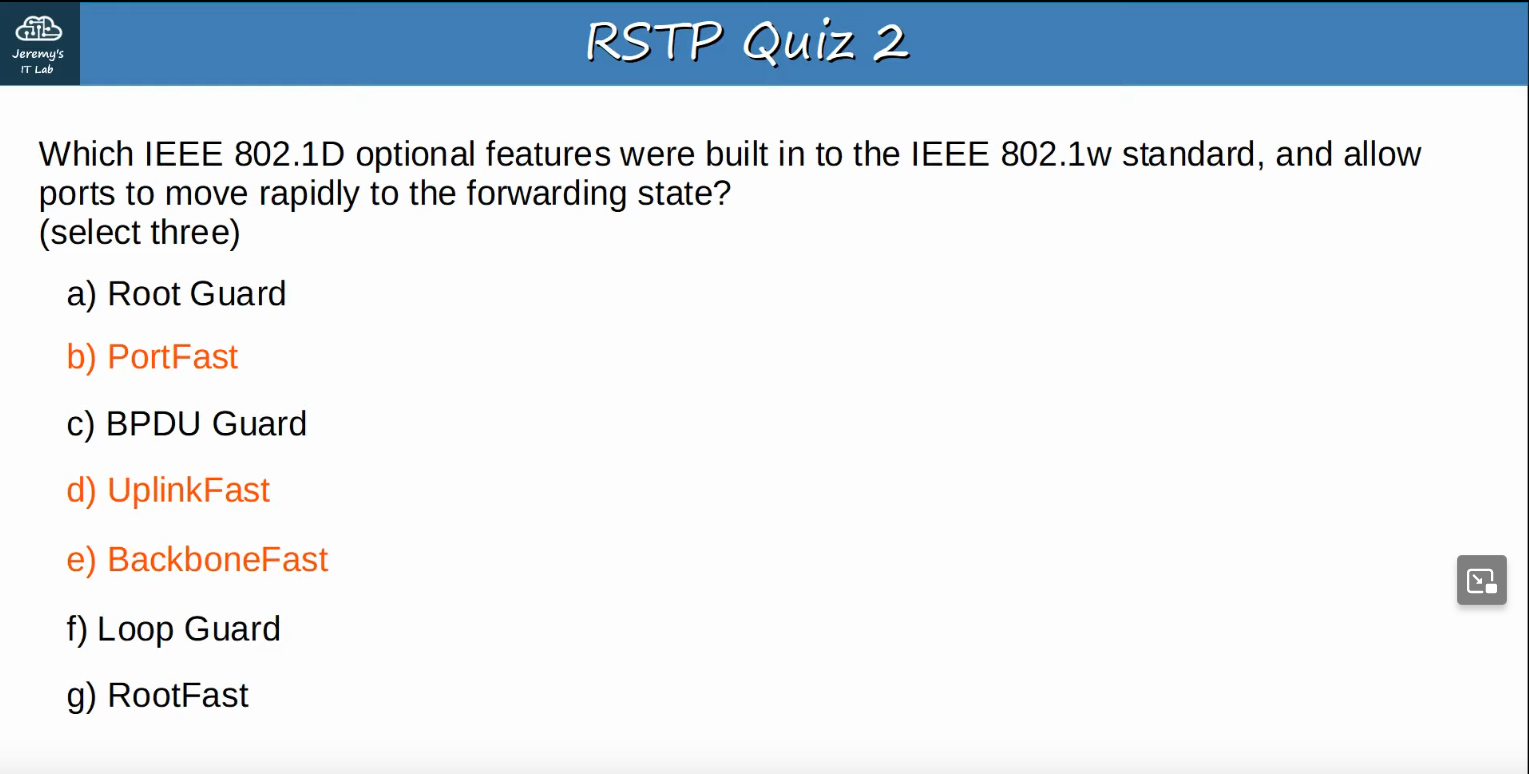 Jeremy's
IT Lab
RSTP Quiz 2
Which IEEE 802.1D optional features were built in to the IEEE 802.1w standard, and allow
ports to move rapidly to the forwarding state?
(select three)
a) Root Guard
b) PortFast
c) BPDU Guard
d) UplinkFast
e) BackboneFast
f) Loop Guard
g) RootFast